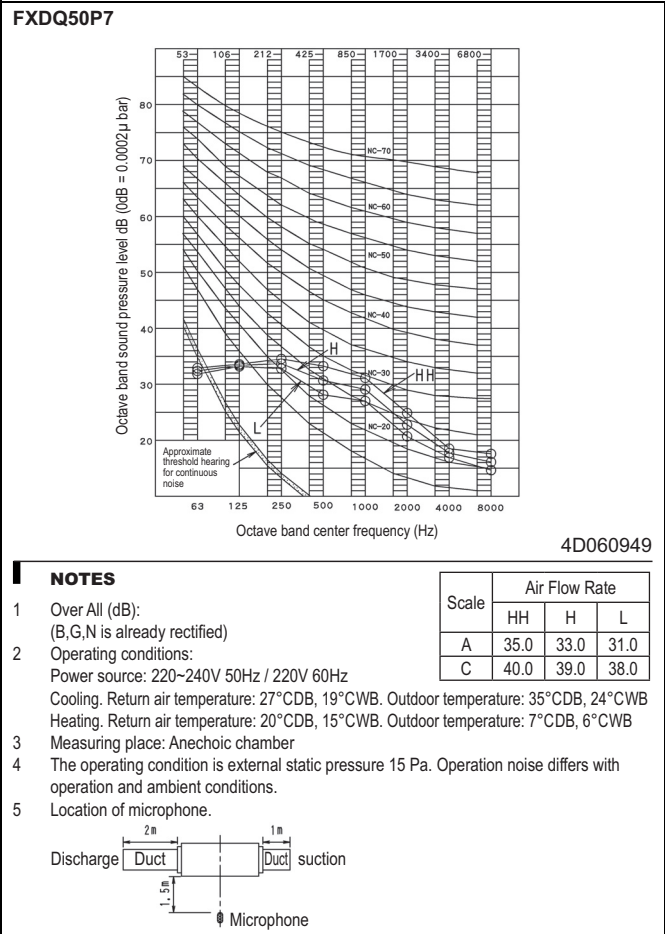 FXDQ50P7
53 106 212 425 850 1700 3400 6800
Octave band sound pressure level dB (0dB = 0.0002μ bar)
80
70
60
50
40
30
20
NC-70
NC-60
NC-50
NC-40
NC-30
NC-20
H
HH
L
Approximate
threshold hearing
for continuous
noise
63 125 250 500 1000 2000 4000 8000
Octave band center frequency (Hz)
4D060949
NOTES
1 Over All (dB):
(B,G,N is already rectified)
Scale Air Flow Rate
HH H L
A 35.0 33.0 31.0
C 40.0 39.0 38.0
2 Operating conditions:
Power source: 220~240V 50Hz / 220V 60Hz
Cooling. Return air temperature: 27°CDB, 19°CWB. Outdoor temperature: 35°CDB, 24°CWB
Heating. Return air temperature: 20°CDB, 15°CWB. Outdoor temperature: 7°CDB, 6°CWB
3 Measuring place: Anechoic chamber
4 The operating condition is external static pressure 15 Pa. Operation noise differs with
operation and ambient conditions.
5 Location of microphone.
2m 1m
Discharge Duct Duct suction
1.5m
Microphone